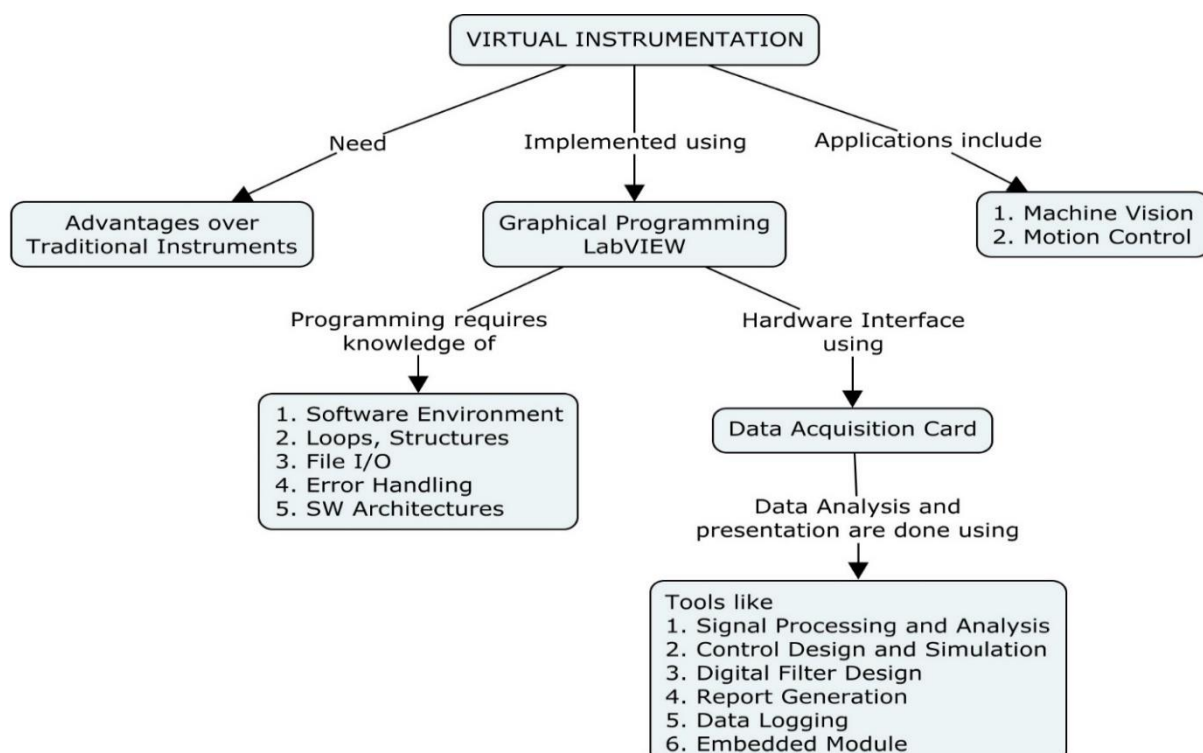 VIRTUAL INSTRUMENTATION
Need
Implemented using
Applications include
Advantages over
Traditional Instruments
Graphical Programming
LabVIEW
1. Machine Vision
2. Motion Control
Programming requires
knowledge of
Hardware Interface
using
1. Software Environment
2. Loops, Structures
3. File I/O
4. Error Handling
5. SW Architectures
Data Acquisition Card
Data Analysis and
presentation are done using
Tools like
1. Signal Processing and Analysis
2. Control Design and Simulation
3. Digital Filter Design
4. Report Generation
5. Data Logging
6. Embedded Module